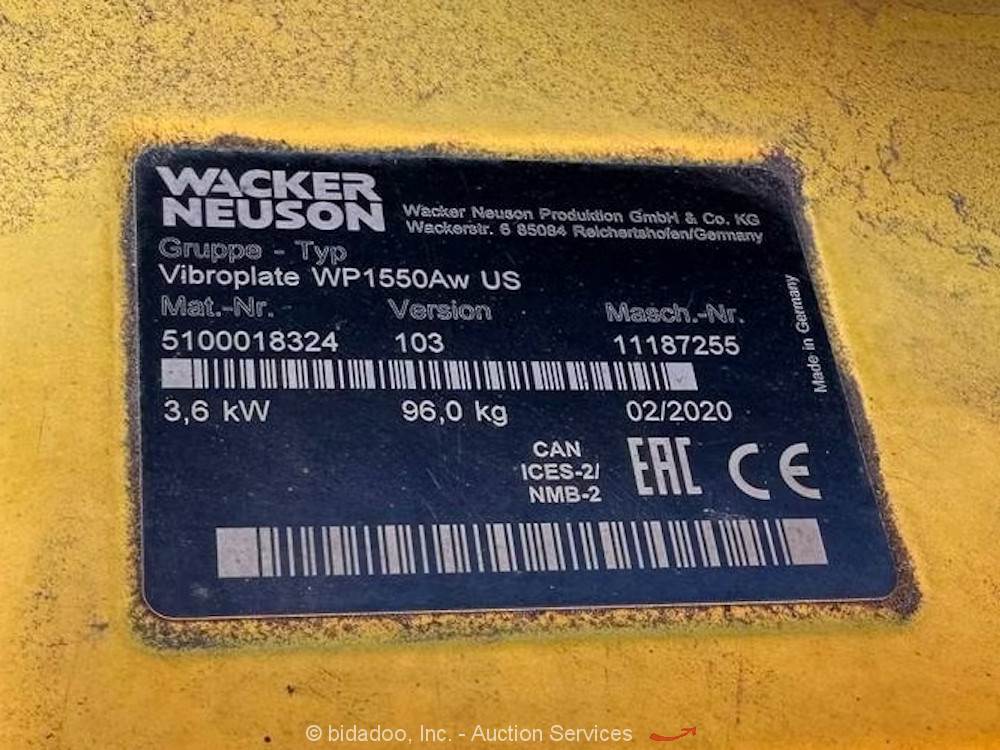 WACKER
NEUSON
Wacker Neuson Produktion GmbH & Co. KG
Wackerstr. 6 85084 Reichertshofen/Germany
Gruppe - Typ
Vibroplate WP1550Aw US
Mat.-Nr. Version Masch.-Nr.
5100018324 103 11187255
3,6 kW 96,0 kg 02/2020
Made in Germany
CAN
ICES-2/
NMB-2
EAC CE
© bidadoo, Inc. - Auction Services